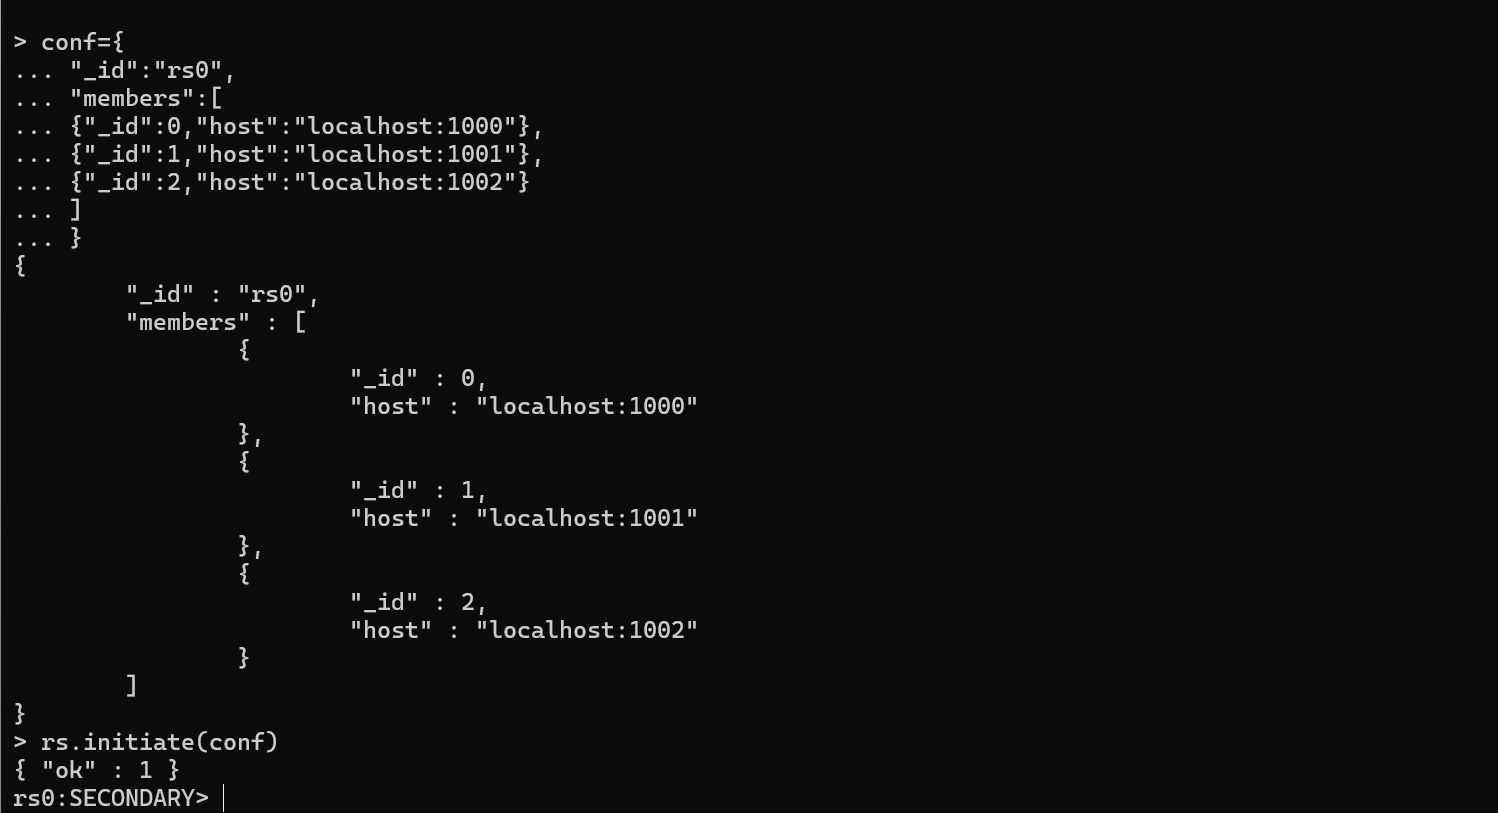 > conf={
... "_id":"rs0",
... "members":[
... {"_id":0,"host":"localhost:1000"},
... {"_id":1,"host":"localhost:1001"},
... {"_id":2,"host":"localhost:1002"}
... ]
... }
{
        "_id" : "rs0",
        "members" : [
                {
                        "_id" : 0,
                        "host" : "localhost:1000"
                },
                {
                        "_id" : 1,
                        "host" : "localhost:1001"
                },
                {
                        "_id" : 2,
                        "host" : "localhost:1002"
                }
        ]
}
> rs.initiate(conf)
{ "ok" : 1 }
rs0:SECONDARY>